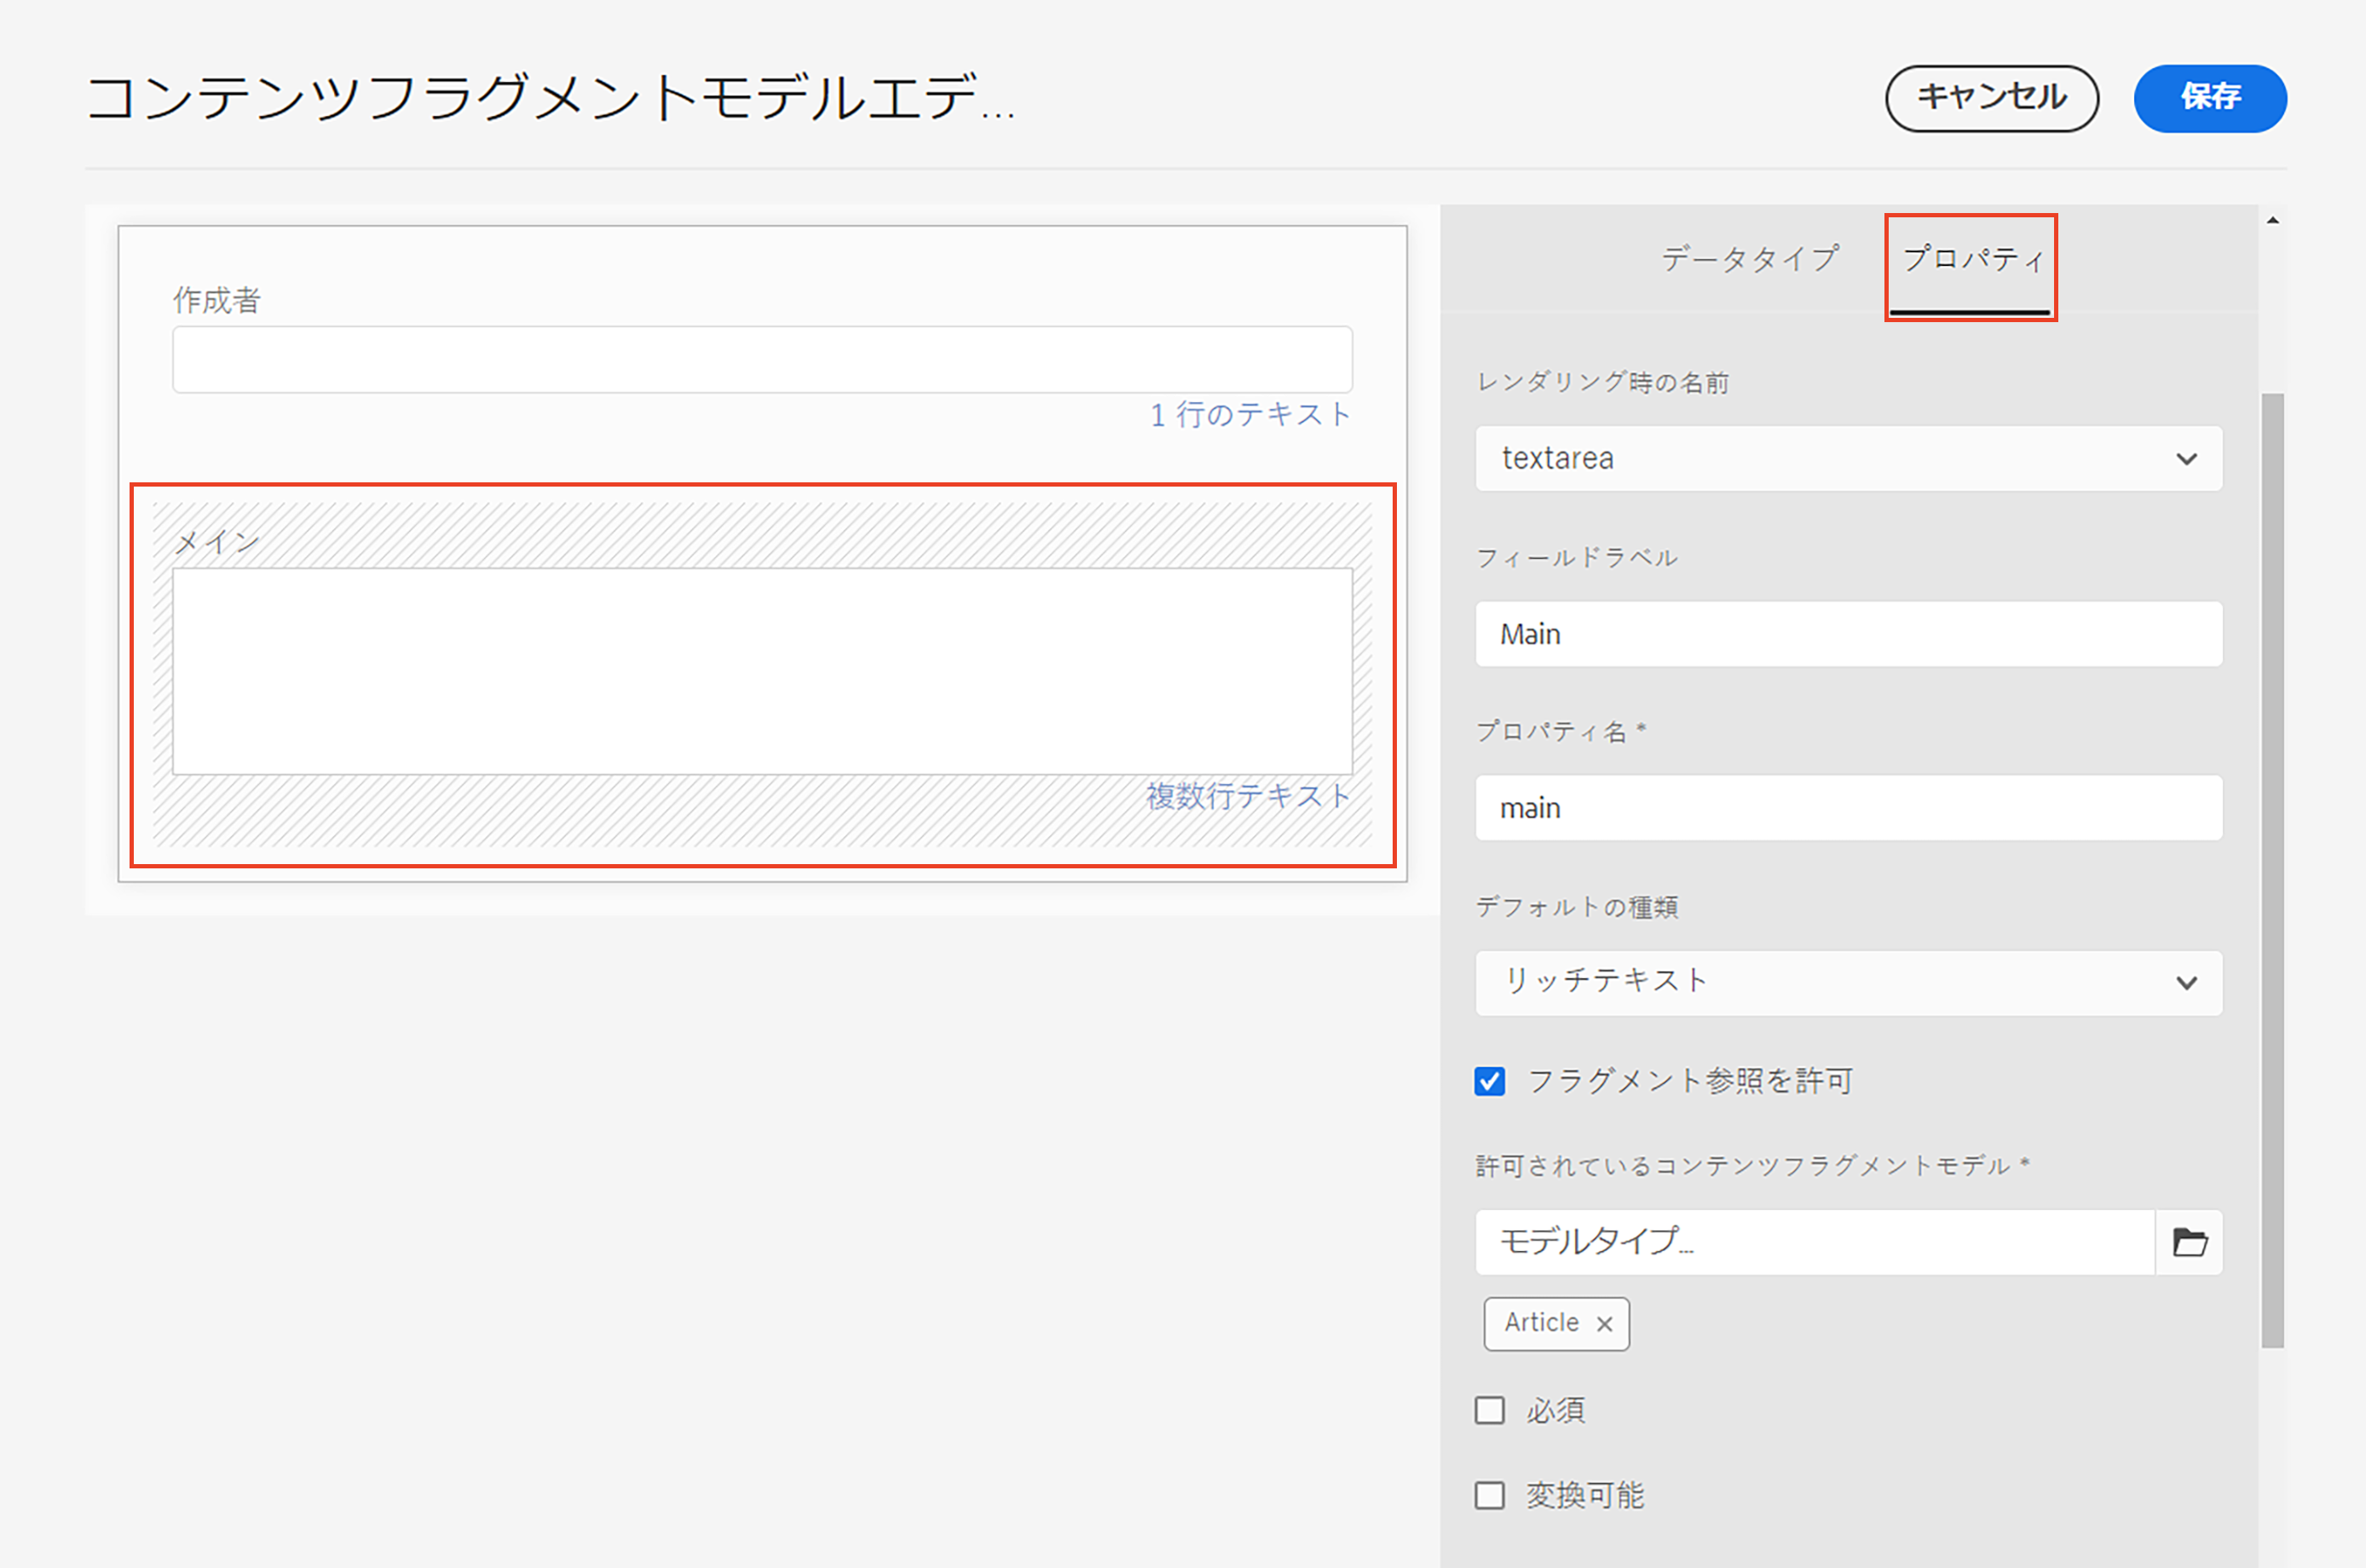 コンテンツフラグメントモデルエデ...
キャンセル
保存
作成者
1 行のテキスト
メイン
複数行テキスト
データタイプ
プロパティ
レンダリング時の名前
textarea
フィールドラベル
Main
プロパティ名 *
main
デフォルトの種類
リッチテキスト
フラグメント参照を許可
許可されているコンテンツフラグメントモデル *
モデルタイプ...
Article ×
必須
変換可能